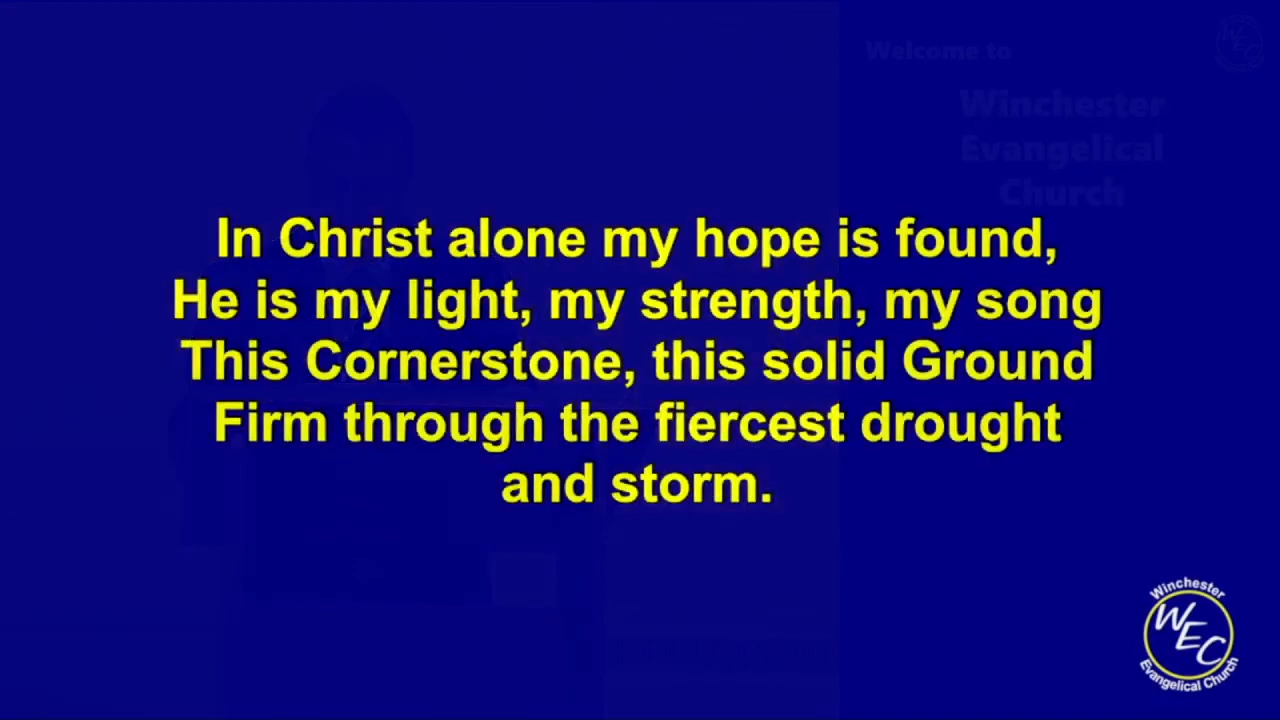 Welcome to
WEC
Winchester
Evangelical
Church
In Christ alone my hope is found,
He is my light, my strength, my song
This Cornerstone, this solid Ground
Firm through the fiercest drought
and storm.
Winchester
WEC
Evangelical Church